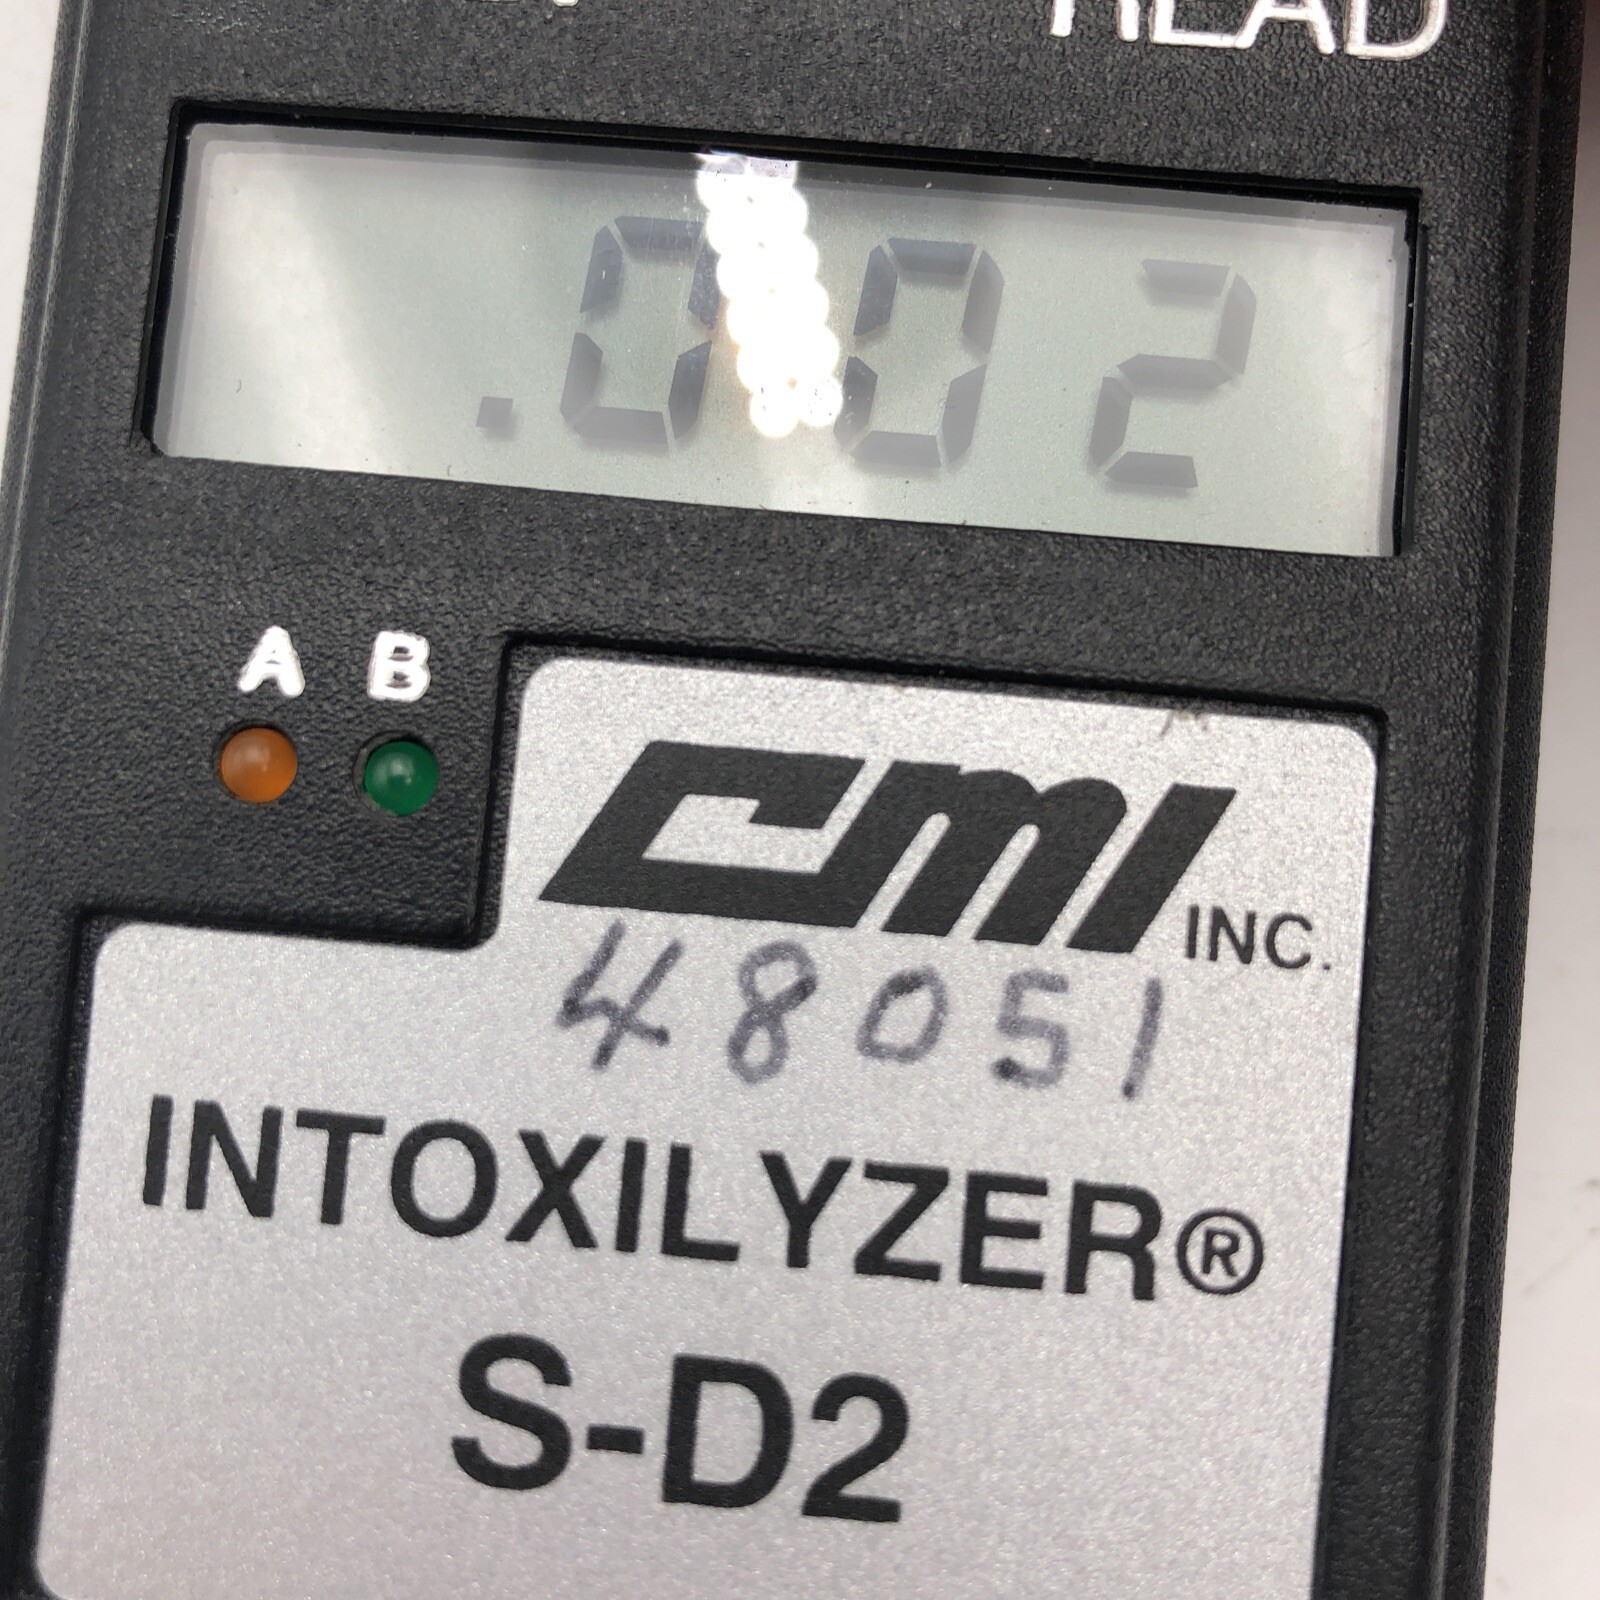 READ
.002
A B
CMI INC.
48051
INTOXILYZER®
S-D2